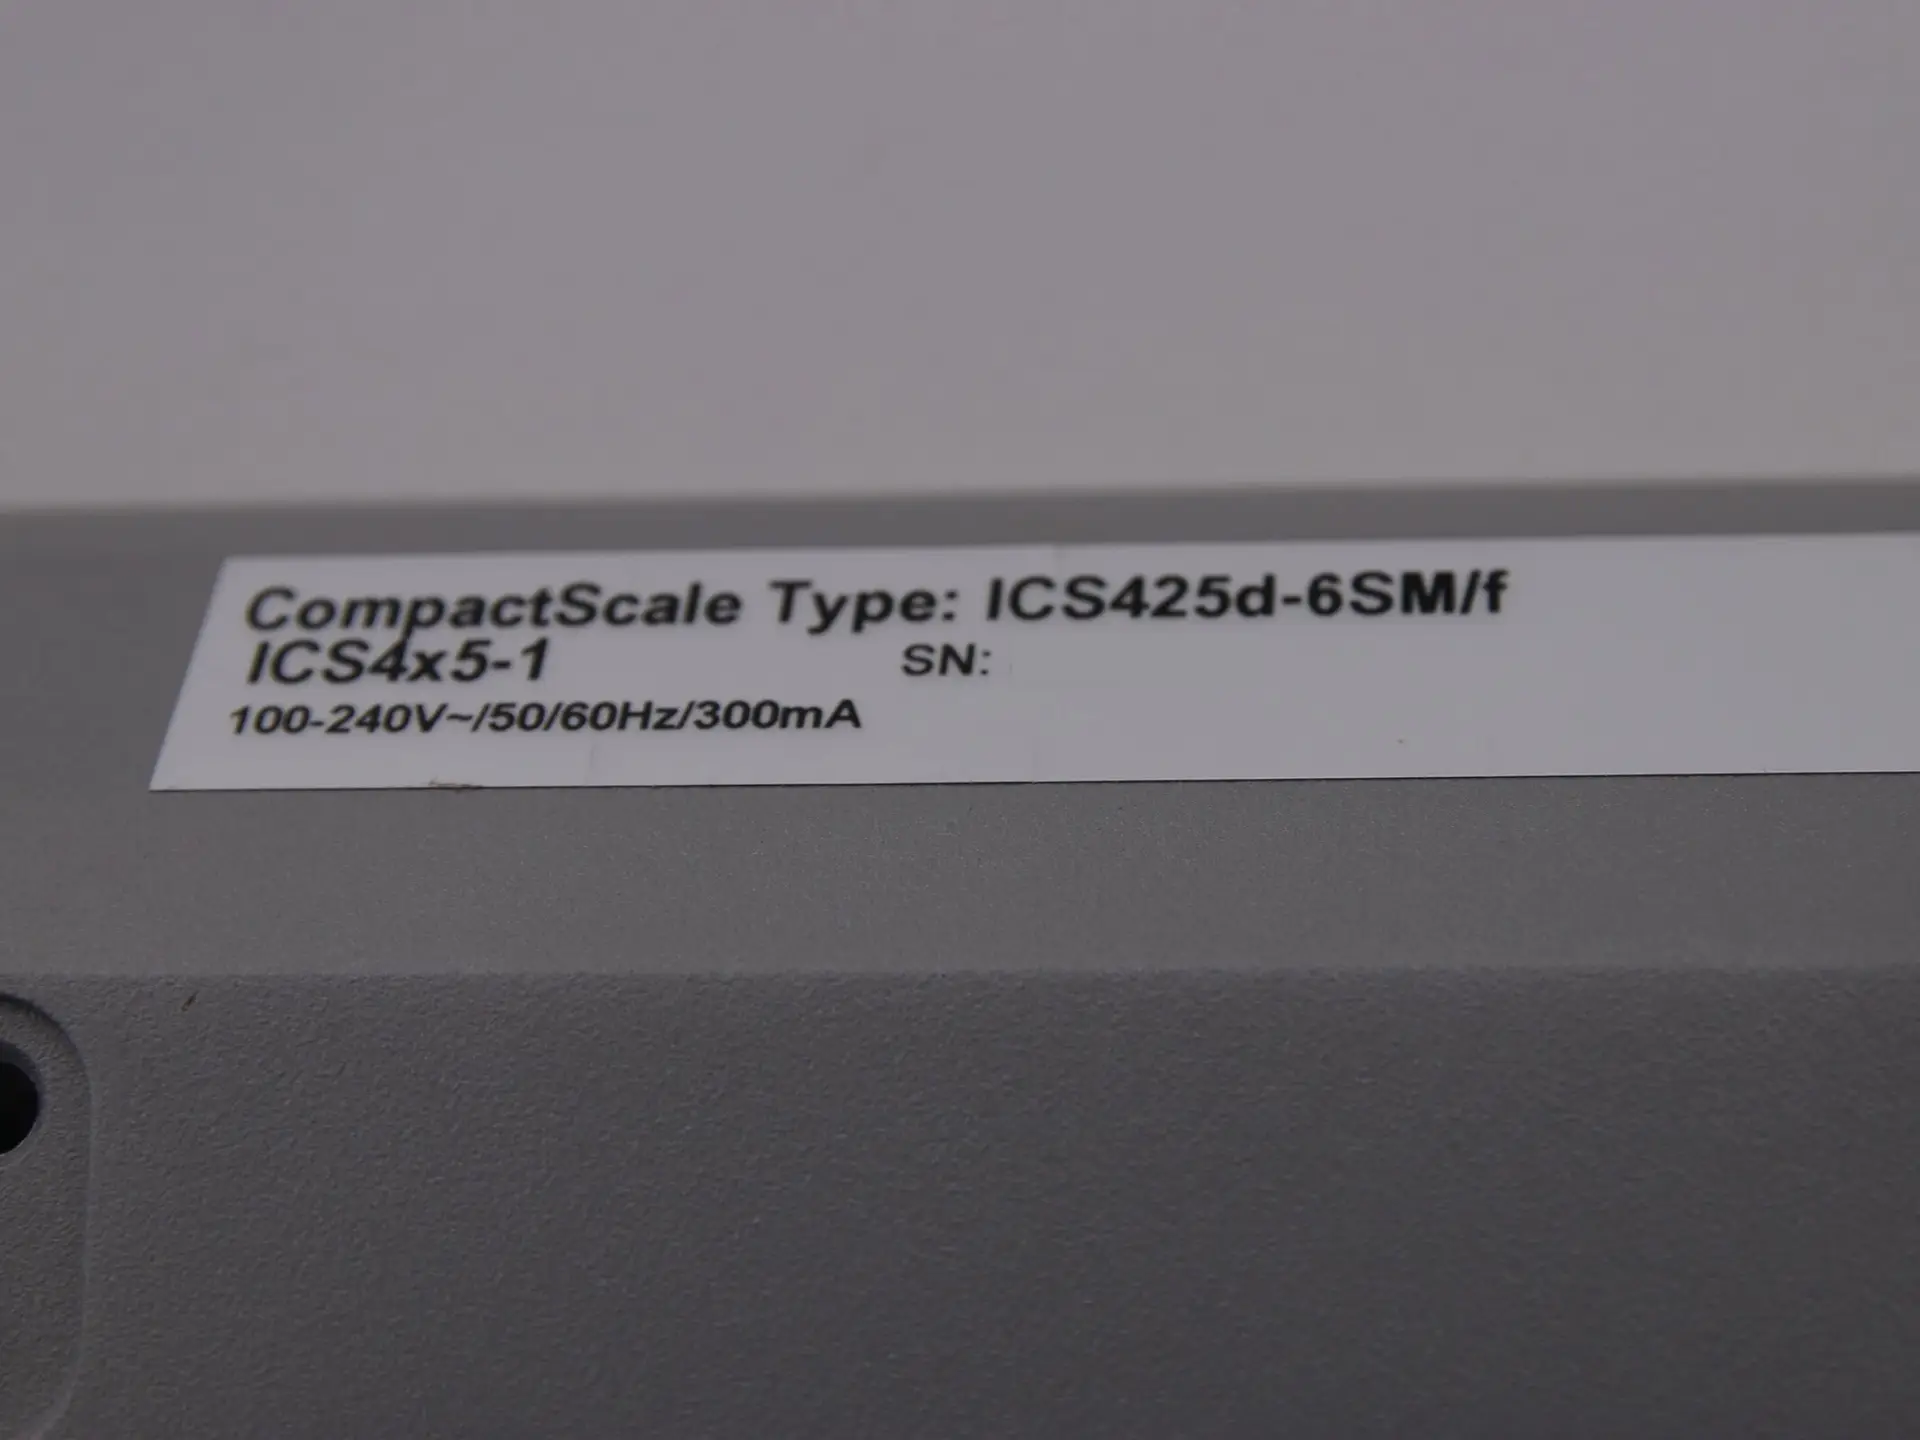 CompactScale Type: ICS425d-6SM/f
ICS4x5-1 SN:
100-240V~/50/60Hz/300mA